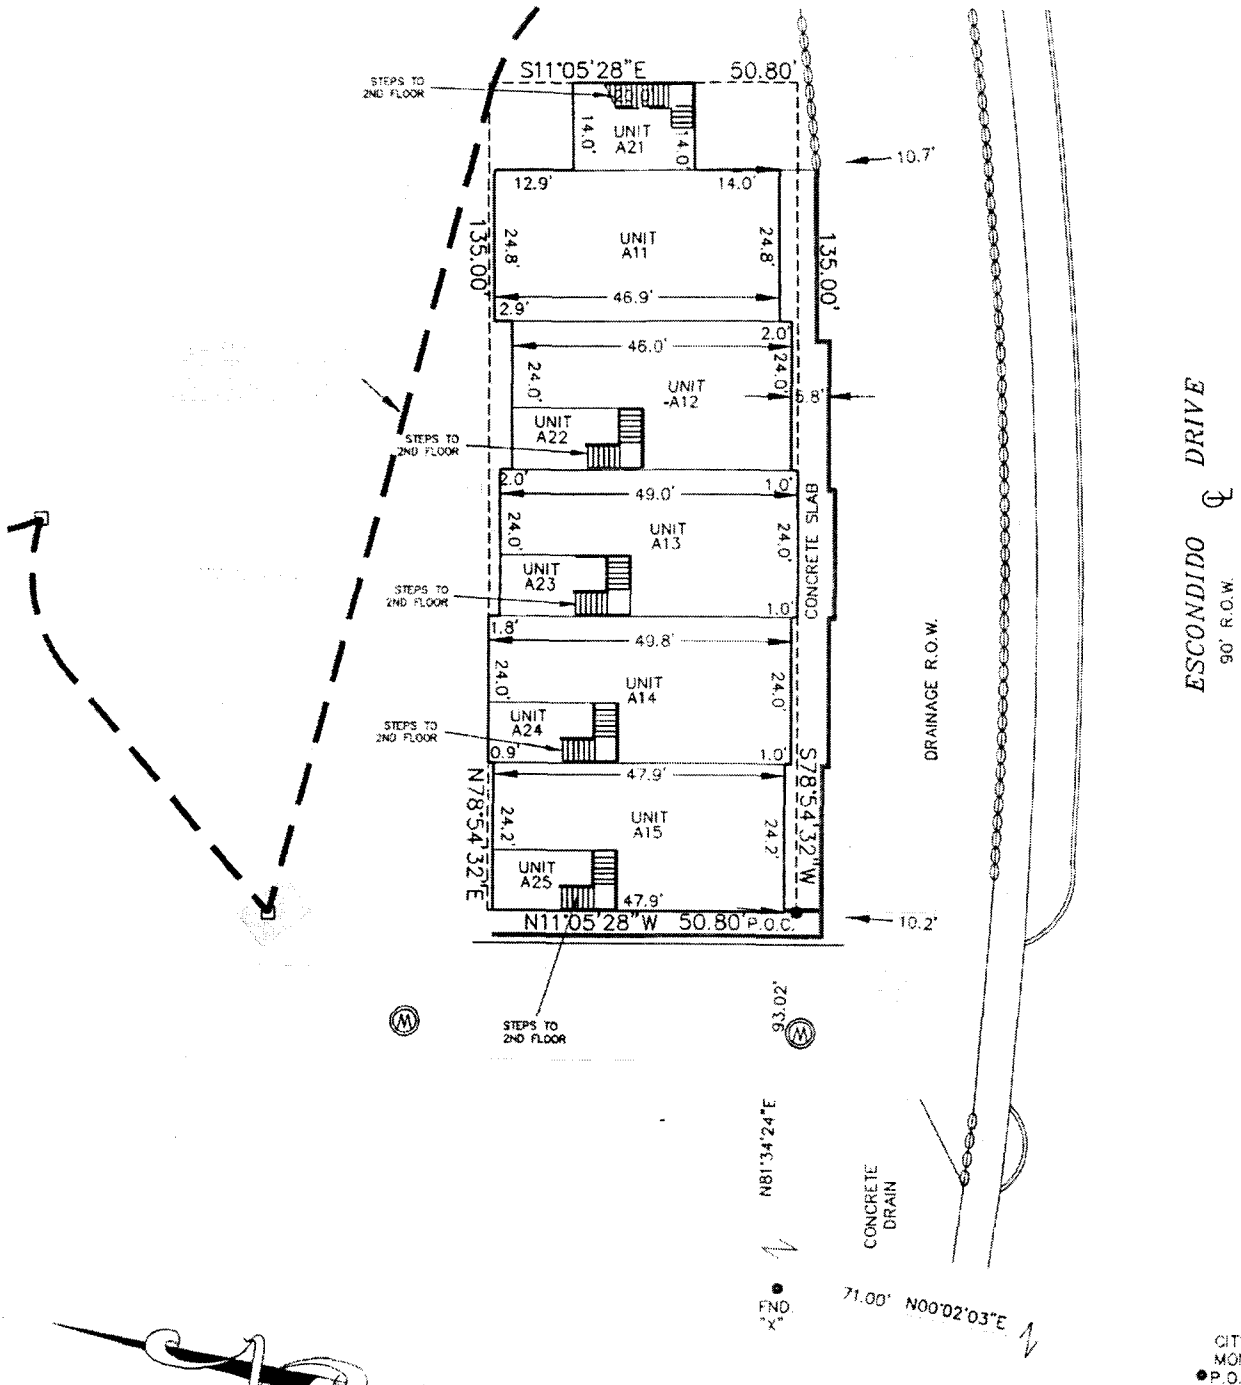 S11°05'28"E 50.80'
STEPS TO
2ND FLOOR
UNIT
A21
14.0'
14.0'
10.7'
12.9'
14.0'
135.00'
135.00'
24.8'
UNIT
A11
24.8'
46.9'
2.9'
2.0'
46.0'
24.0'
24.0'
UNIT
-A12
5.8'
UNIT
A22
STEPS TO
2ND FLOOR
2.0'
1.0'
49.0'
24.0'
UNIT
A13
24.0'
CONCRETE SLAB
UNIT
A23
STEPS TO
2ND FLOOR
1.0'
1.8'
49.8'
24.0'
UNIT
A14
24.0'
UNIT
A24
STEPS TO
2ND FLOOR
0.9'
1.0'
47.9'
N78°54'32"E
S78°54'32"W
24.2'
UNIT
A15
24.2'
UNIT
A25
47.9'
N11°05'28"W 50.80' P.O.C.
10.2'
STEPS TO
2ND FLOOR
W
W
93.02'
N81°34'24"E
DRAINAGE R.O.W.
ESCONDIDO DRIVE
90' R.O.W.
CONCRETE
DRAIN
FND.
"X"
71.00' N00°02'03"E
CIT
MO
P.O.